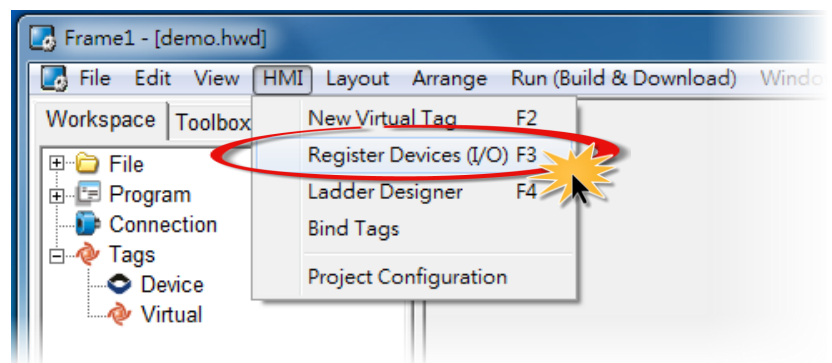 Frame1 - [demo.hwd]
File Edit View HMI Layout Arrange Run (Build & Download)
Workspace Toolbox
New Virtual Tag F2
Register Devices (I/O) F3
Ladder Designer F4
Bind Tags
Project Configuration
File
Program
Connection
Tags
Device
Virtual